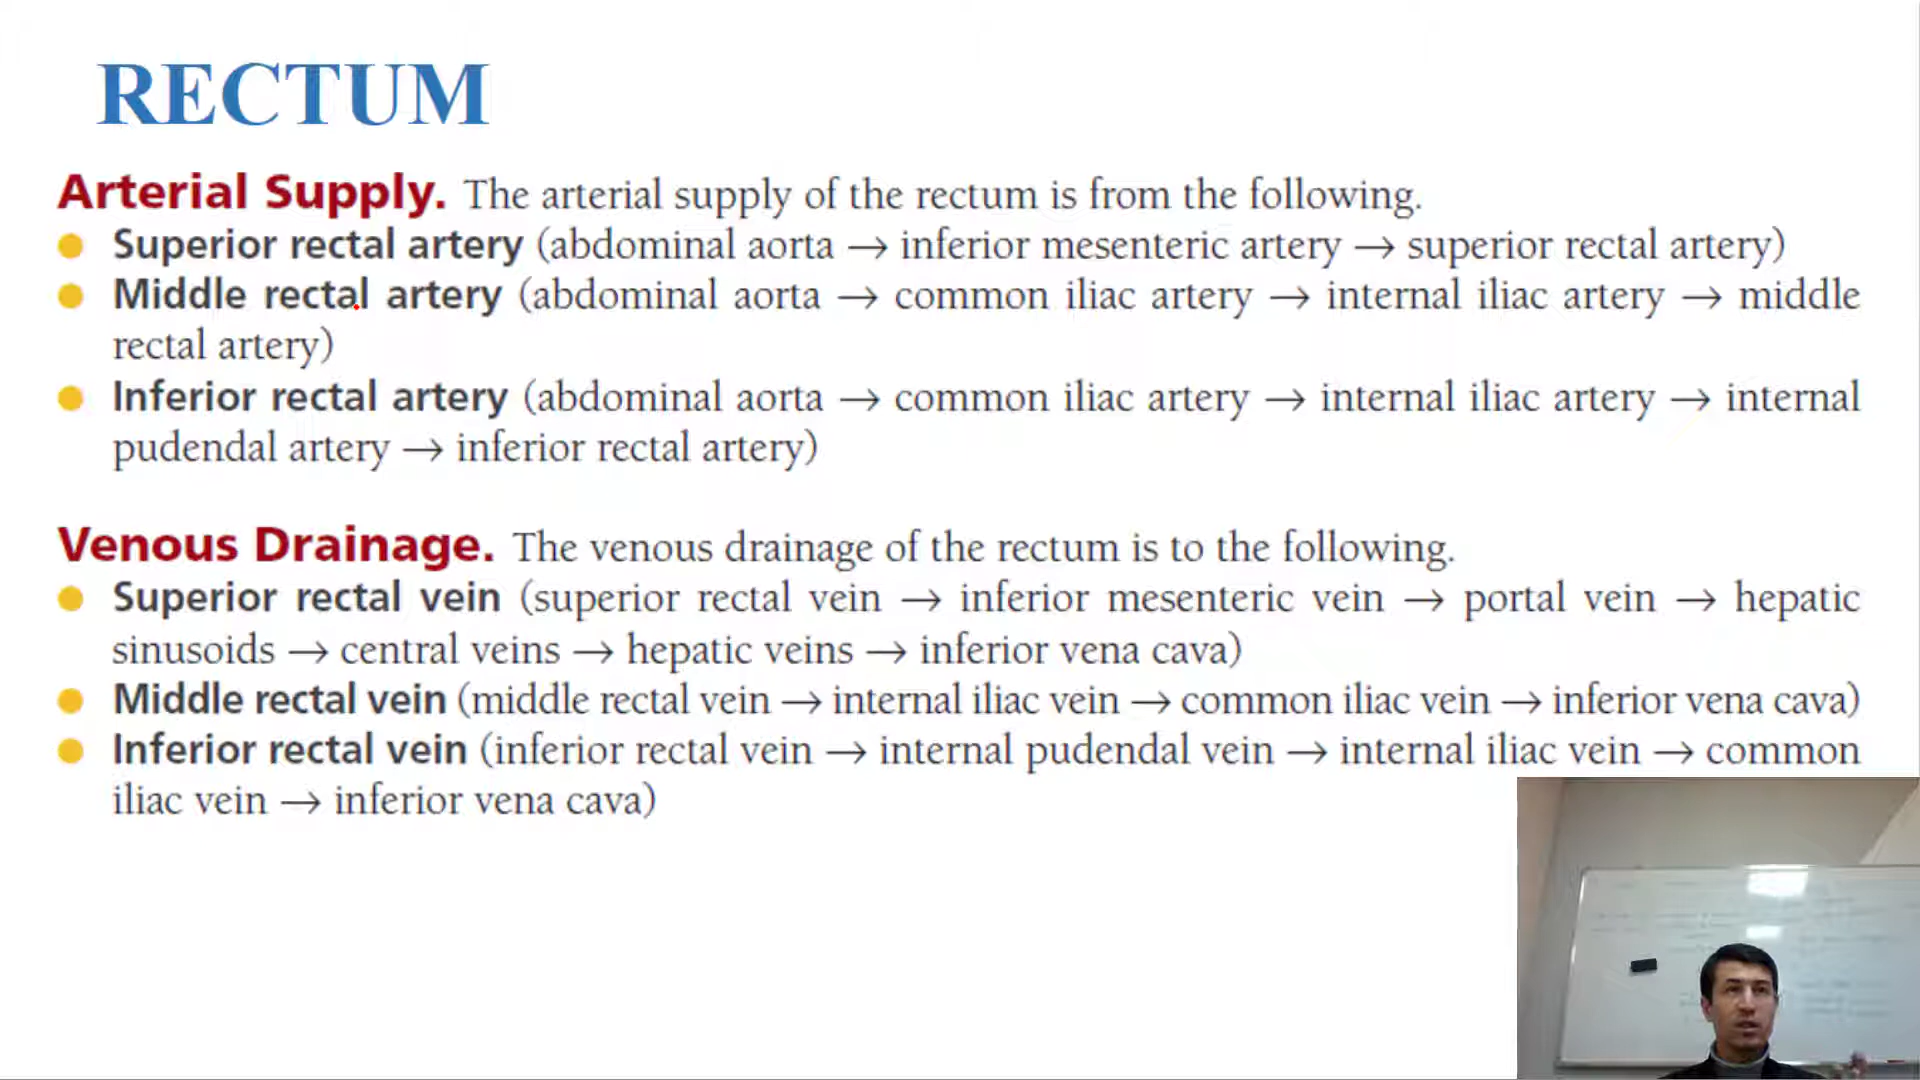 RECTUM
Arterial Supply. The arterial supply of the rectum is from the following.
Superior rectal artery (abdominal aorta → inferior mesenteric artery → superior rectal artery)
Middle rectal artery (abdominal aorta → common iliac artery → internal iliac artery → middle
rectal artery)
Inferior rectal artery (abdominal aorta → common iliac artery → internal iliac artery → internal
pudendal artery → inferior rectal artery)
Venous Drainage. The venous drainage of the rectum is to the following.
Superior rectal vein (superior rectal vein → inferior mesenteric vein → portal vein → hepatic
sinusoids → central veins → hepatic veins → inferior vena cava)
Middle rectal vein (middle rectal vein → internal iliac vein → common iliac vein → inferior vena cava)
Inferior rectal vein (inferior rectal vein → internal pudendal vein → internal iliac vein → common
iliac vein → inferior vena cava)